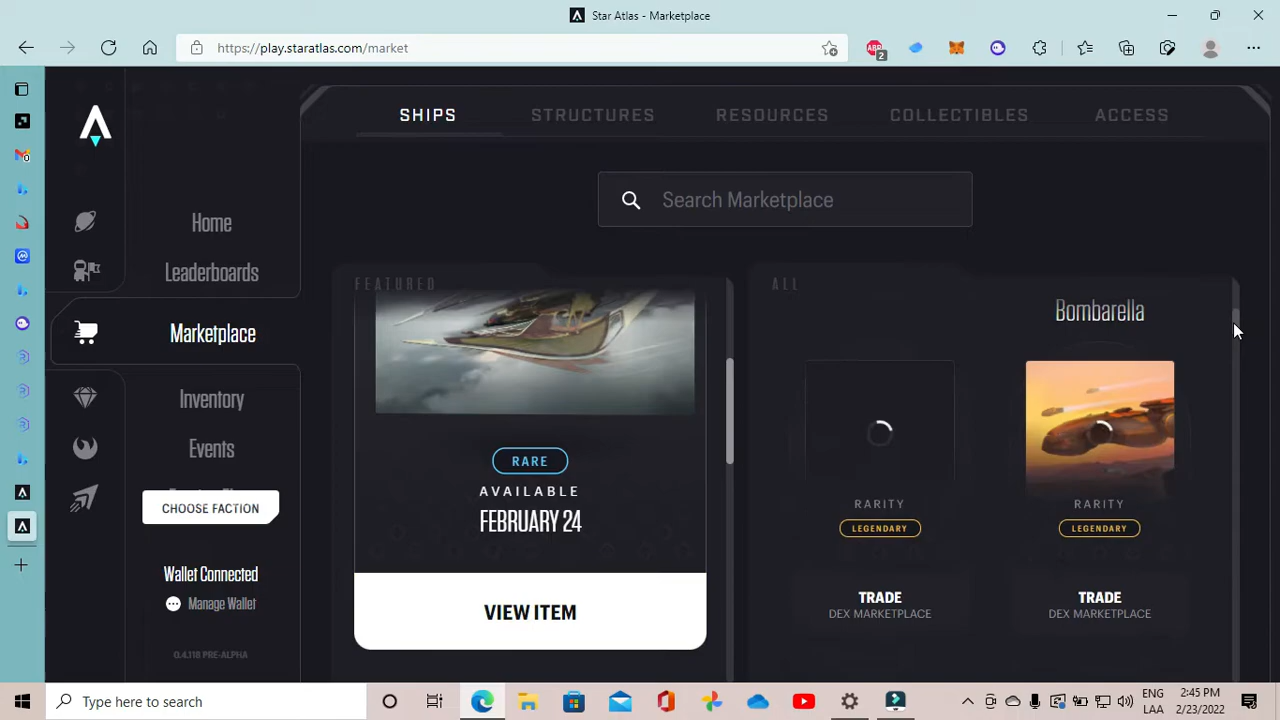 Star Atlas - Marketplace
https://play.staratlas.com/market
ABP
2
SHIPS
STRUCTURES
RESOURCES
COLLECTIBLES
ACCESS
Search Marketplace
Home
Leaderboards
Marketplace
Inventory
Events
CHOOSE FACTION
Wallet Connected
Manage Wallet
0.4.118 PRE-ALPHA
FEATURED
RARE
AVAILABLE
FEBRUARY 24
VIEW ITEM
ALL
Bombarella
RARITY
LEGENDARY
TRADE
DEX MARKETPLACE
RARITY
LEGENDARY
TRADE
DEX MARKETPLACE
Type here to search
ENG
LAA
2:45 PM
2/23/2022